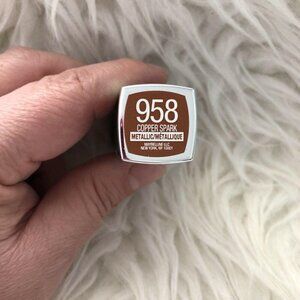 958
COPPER SPARK
METALLIC/MÉTALLIQUE
MAYBELLINE LLC
NEW YORK, NY 10001